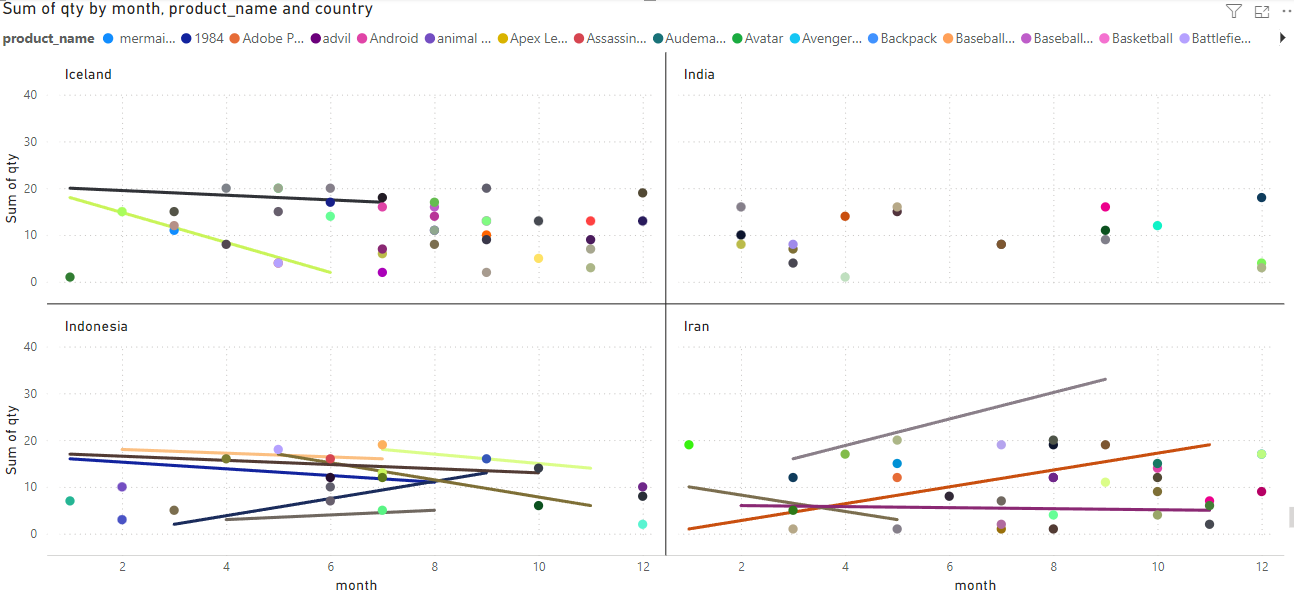 Sum of qty by month, product_name and country
product_name mermai... 1984 Adobe P... advil Android animal ... Apex Le... Assassin... Audema... Avatar Avenger... Backpack Baseball... Baseball... Basketball Battlefie...
Iceland India
40
30
20
10
0
Sum of qty
Indonesia Iran
40
30
20
10
0
Sum of qty
2 4 6 8 10 12 2 4 6 8 10 12
month month